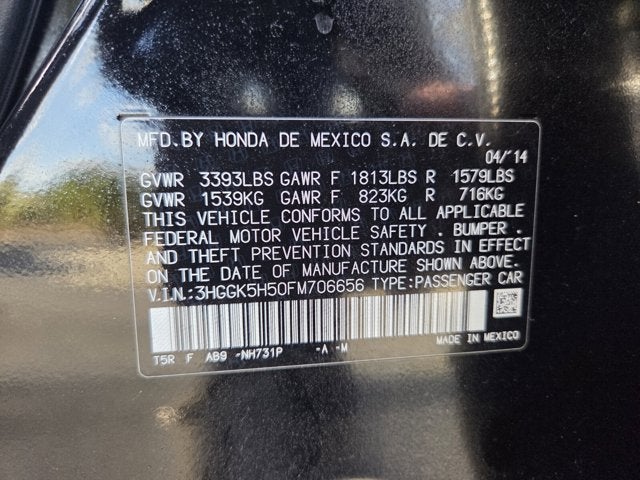 MFD.BY HONDA DE MEXICO S.A. DE C.V.
04/'14
GVWR 3393LBS GAWR F 1813LBS R 1579LBS
GVWR 1539KG GAWR F 823KG R 716KG
THIS VEHICLE CONFORMS TO ALL APPLICABLE
FEDERAL MOTOR VEHICLE SAFETY . BUMPER .
AND THEFT PREVENTION STANDARDS IN EFFECT
ON THE DATE OF MANUFACTURE SHOWN ABOVE.
V.I.N.:3HGGK5H50FM706656 TYPE:PASSENGER CAR
T5R F AB9 -NH731P -A -M
MADE IN MEXICO